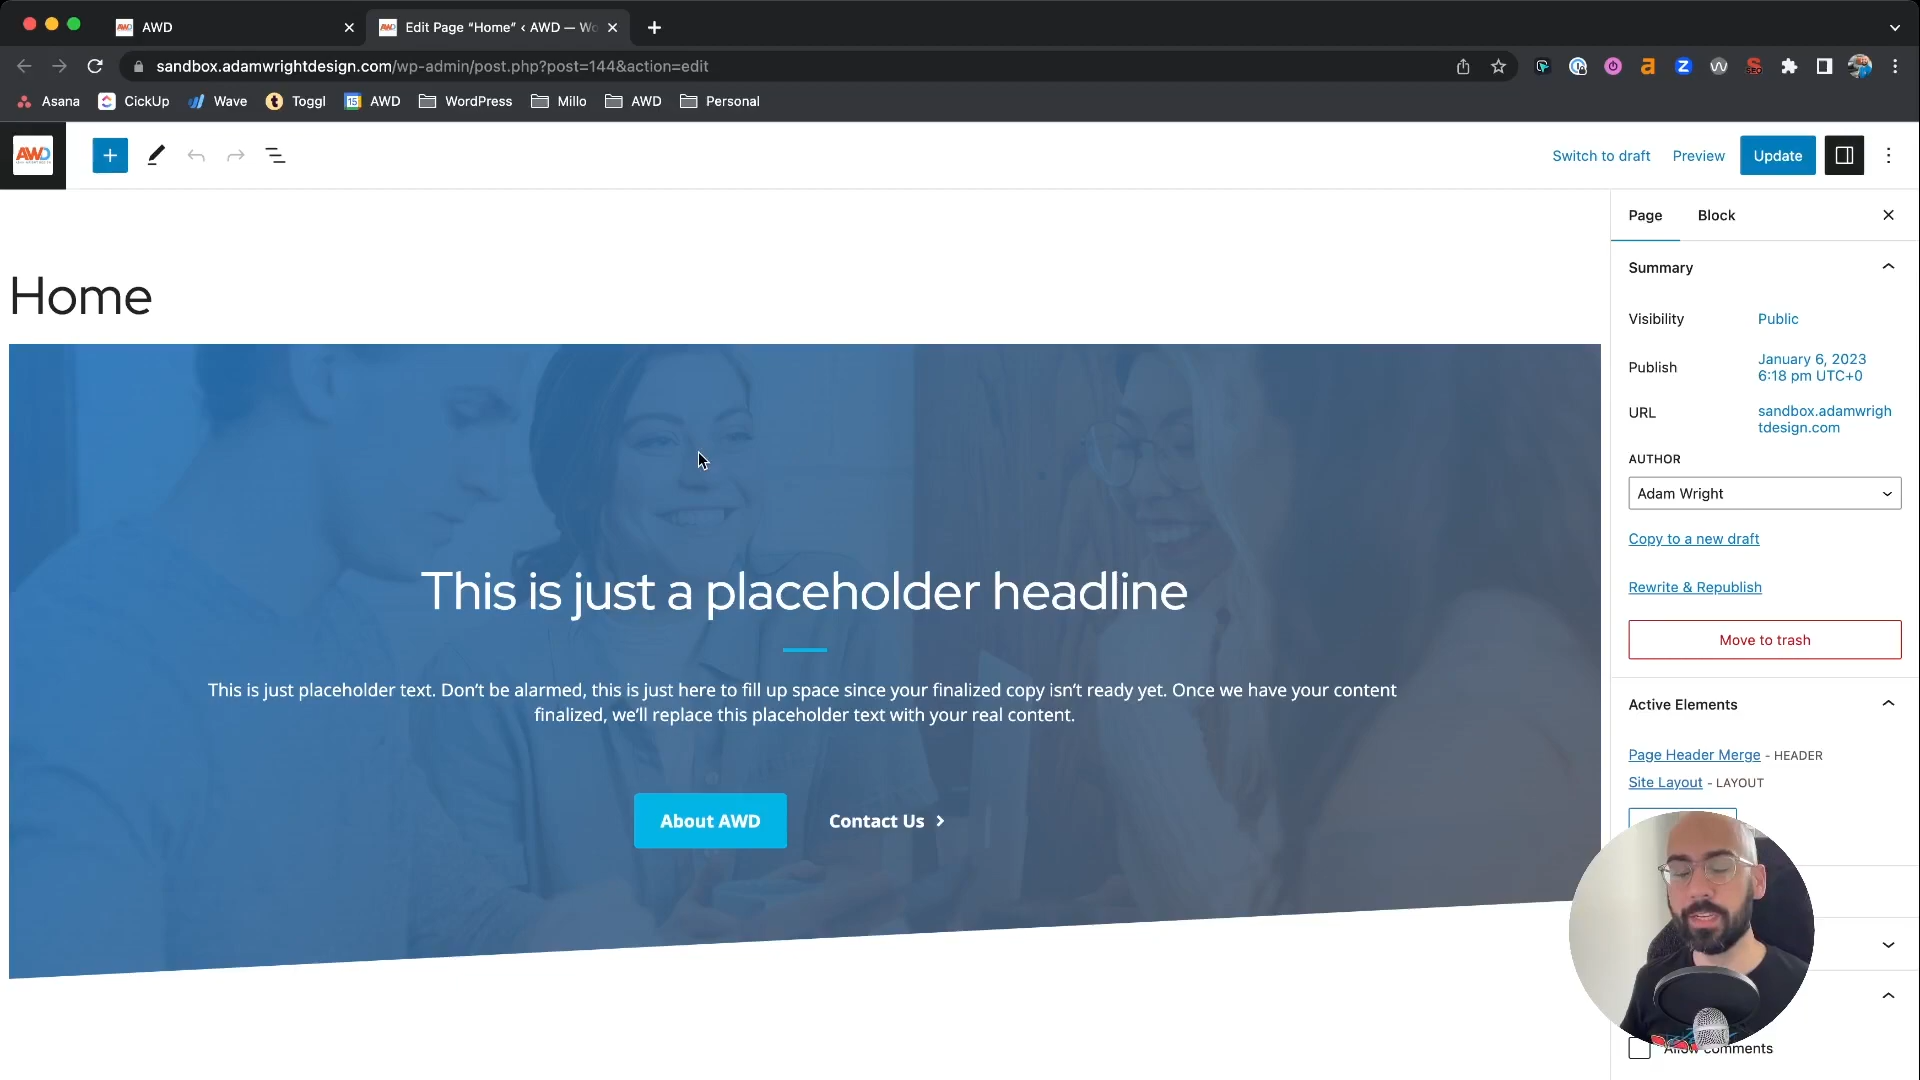 AWD
Edit Page “Home” ‹ AWD — Wo
sandbox.adamwrightdesign.com/wp-admin/post.php?post=144&action=edit
Asana
CickUp
Wave
Toggl
15
AWD
WordPress
Millo
AWD
Personal
AWD
Switch to draft
Preview
Update
Page
Block
Summary
Visibility
Public
Publish
January 6, 2023
6:18 pm UTC+0
URL
sandbox.adamwrigh
tdesign.com
AUTHOR
Adam Wright
Copy to a new draft
Rewrite & Republish
Move to trash
Active Elements
Page Header Merge - HEADER
Site Layout - LAYOUT
Allow comments
Home
This is just a placeholder headline
This is just placeholder text. Don’t be alarmed, this is just here to fill up space since your finalized copy isn’t ready yet. Once we have your content
finalized, we’ll replace this placeholder text with your real content.
About AWD
Contact Us